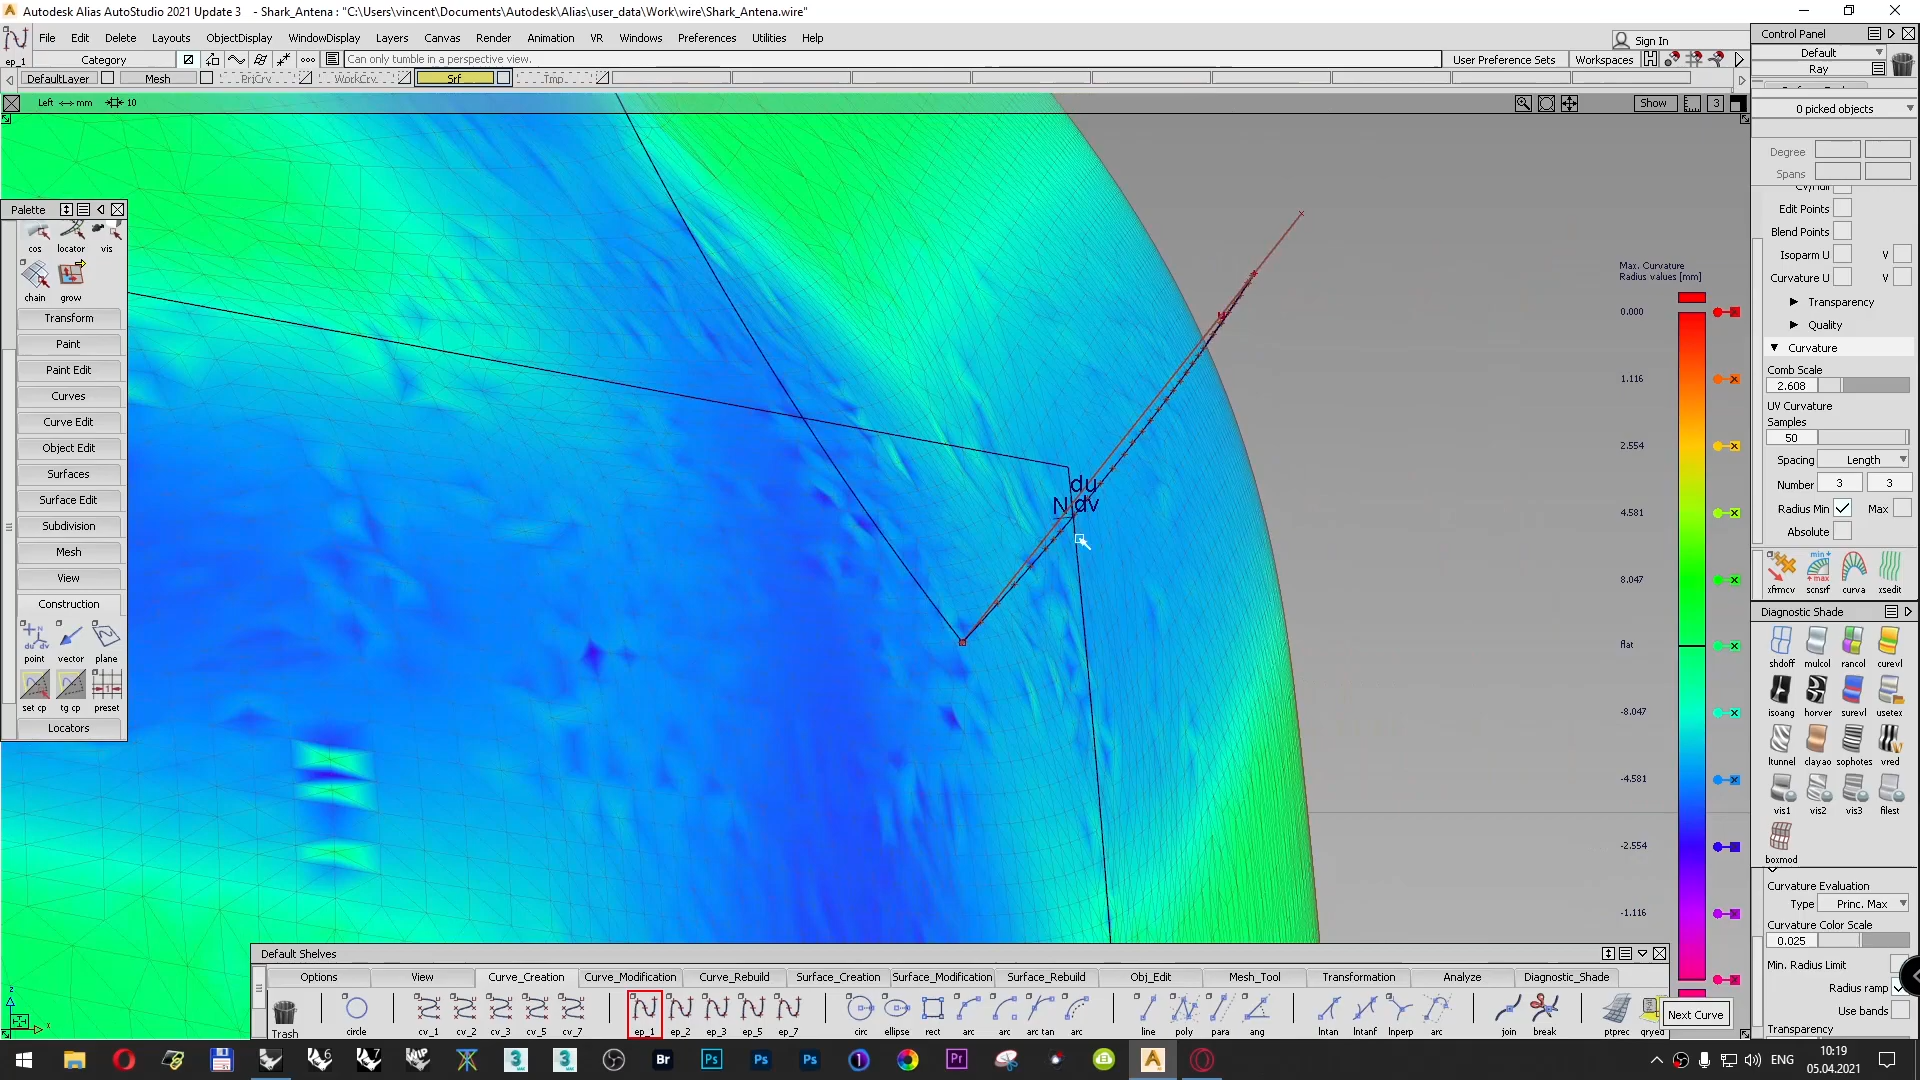 Autodesk Alias AutoStudio 2021 Update 3    - Shark_Antena : "C:\Users\vincent\Documents\Autodesk\Alias\user_data\Work\wire\Shark_Antena.wire"
File Edit Delete Layouts ObjectDisplay WindowDisplay Layers Canvas Render Animation VR Windows Preferences Utilities Help
Sign In
ep_1 Category Can only tumble in a perspective view. User Preference Sets Workspaces
DefaultLayer Mesh PrjCrv WorkCrv Srf Tmp
Left <-> mm 10 Show 3
Control Panel
Default
Ray
0 picked objects
Degree
Spans
CV/Hull
Edit Points
Blend Points
Isoparm U V
Curvature U V
Transparency
Quality
Curvature
Comb Scale
2.608
UV Curvature
Samples
50
Spacing Length
Number 3 3
Radius Min Max
Absolute
xfrmcv scnsrf curva xsedit
Diagnostic Shade
shdoff mulcol rancol curevl
isoang horver surevl usetex
ltunnel clayao sophotes vred
vis1 vis2 vis3 filest
boxmod
Curvature Evaluation
Type Princ. Max
Curvature Color Scale
0.025
Min. Radius Limit
Radius ramp
Use bands
Transparency
Palette
cos locator vis
chain grow
Transform
Paint
Paint Edit
Curves
Curve Edit
Object Edit
Surfaces
Surface Edit
Subdivision
Mesh
View
Construction
point vector plane
set cp tg cp preset
Locators
du
N dv
Max. Curvature
Radius values [mm]
0.000
1.116
2.554
4.581
8.047
flat
-8.047
-4.581
-2.554
-1.116
z
x
Default Shelves
Options View Curve_Creation Curve_Modification Curve_Rebuild Surface_Creation Surface_Modification Surface_Rebuild Obj_Edit Mesh_Tool Transformation Analyze Diagnostic_Shade
Trash circle cv_1 cv_2 cv_3 cv_5 cv_7 ep_1 ep_2 ep_3 ep_5 ep_7 circ ellipse rect arc arc arc tan arc line poly para ang lntan lntanf lnperp arc join break ptprec qryed
Next Curve
ENG
10:19
05.04.2021